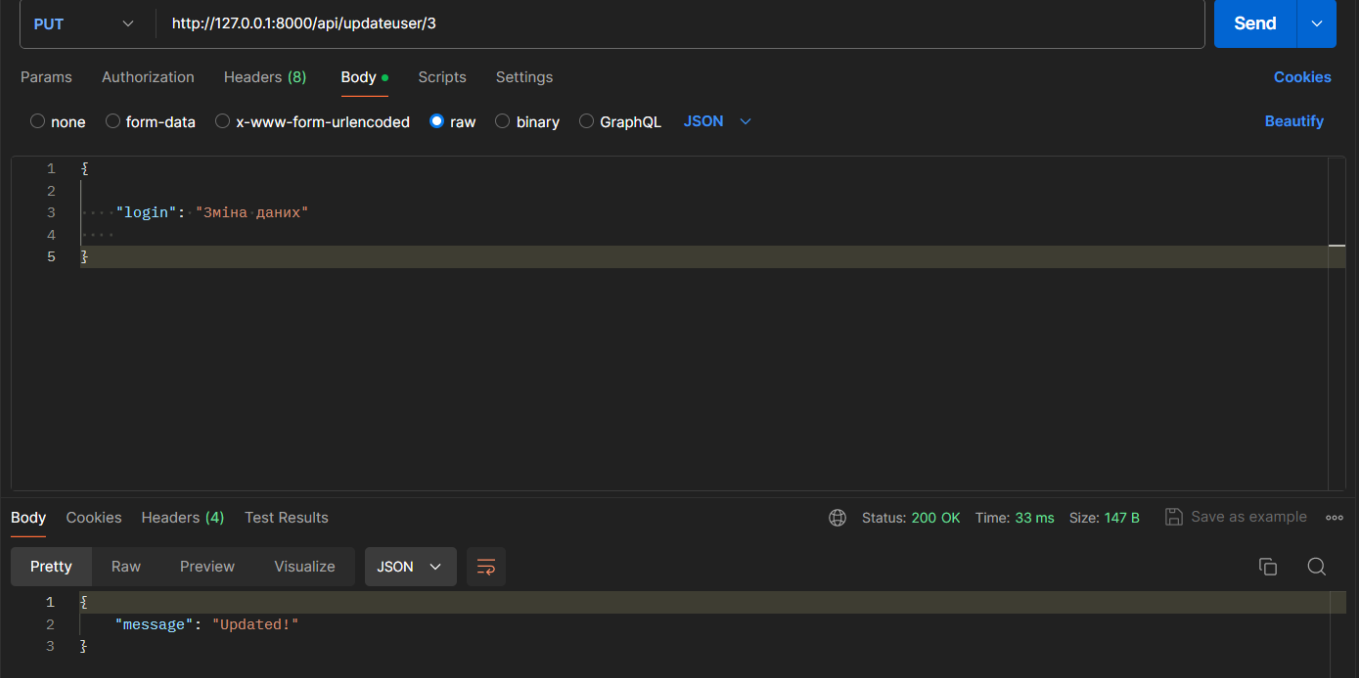 PUT http://127.0.0.1:8000/api/updateuser/3 Send
Params Authorization Headers (8) Body Scripts Settings Cookies
none form-data x-www-form-urlencoded raw binary GraphQL JSON Beautify
1 {
2
3 "login": "Зміна даних"
4
5 }
Body Cookies Headers (4) Test Results Status: 200 OK Time: 33 ms Size: 147 B Save as example
Pretty Raw Preview Visualize JSON
1 {
2 "message": "Updated!"
3 }